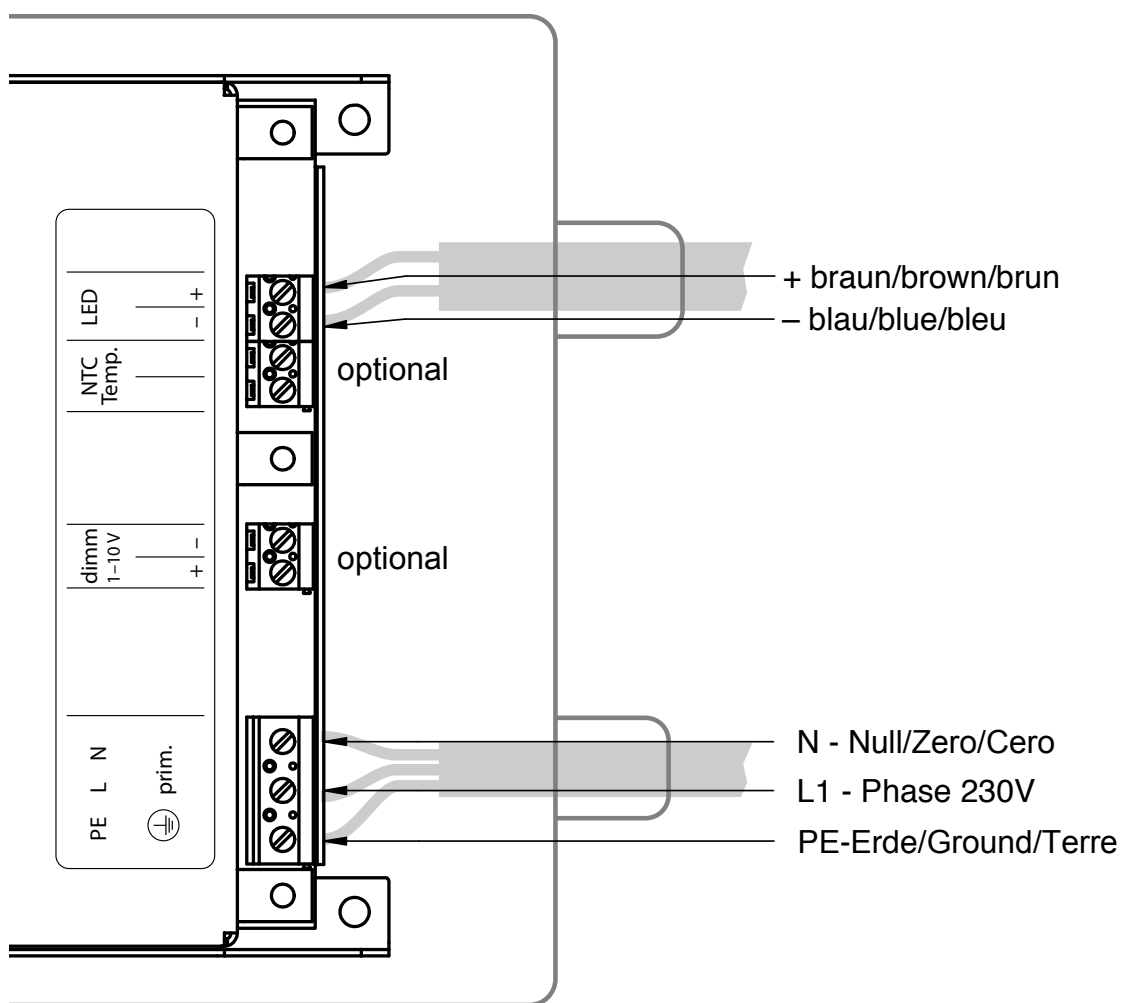 LED
+
–
NTC
Temp.
dimm
1–10 V
–
+
PE L N
prim.
+ braun/brown/brun
– blau/blue/bleu
optional
optional
N - Null/Zero/Cero
L1 - Phase 230V
PE-Erde/Ground/Terre